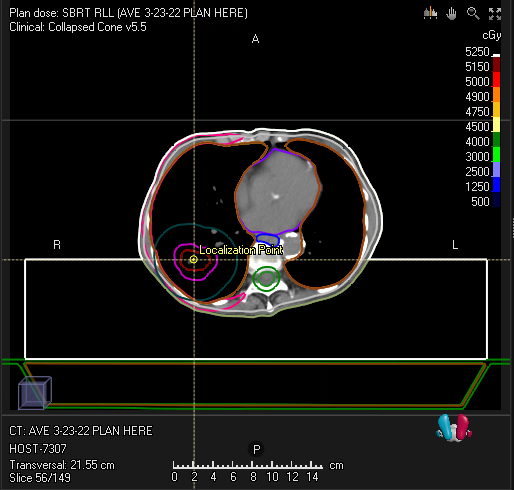 Plan dose: SBRT RLL (AVE 3-23-22 PLAN HERE)
Clinical: Collapsed Cone v5.5
A
cGy
5250
5150
5000
4900
4750
4500
4000
3000
2500
1250
500
R
Localization Point
L
CT: AVE 3-23-22 PLAN HERE
HOST-7307
Transversal: 21.55 cm
Slice 56/149
P
cm
0 2 4 6 8 10 12 14